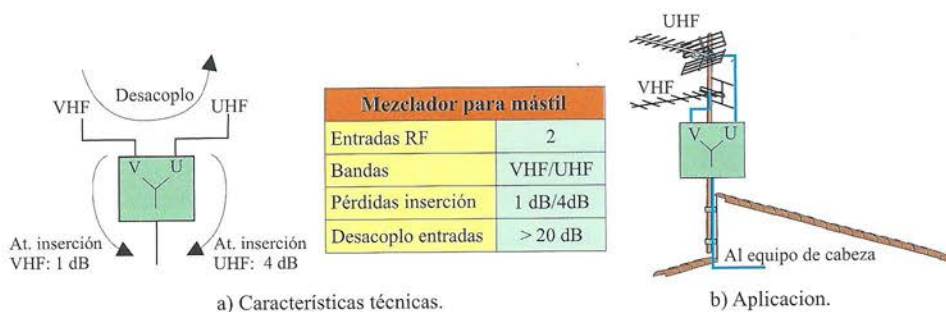 Desacoplo
VHF
UHF
V U
At. inserción
VHF: 1 dB
At. inserción
UHF: 4 dB
Mezclador para mástil
Entradas RF 2
Bandas VHF/UHF
Pérdidas inserción 1 dB/4dB
Desacoplo entradas > 20 dB
a) Características técnicas.
UHF
VHF
V U
Al equipo de cabeza
b) Aplicacion.